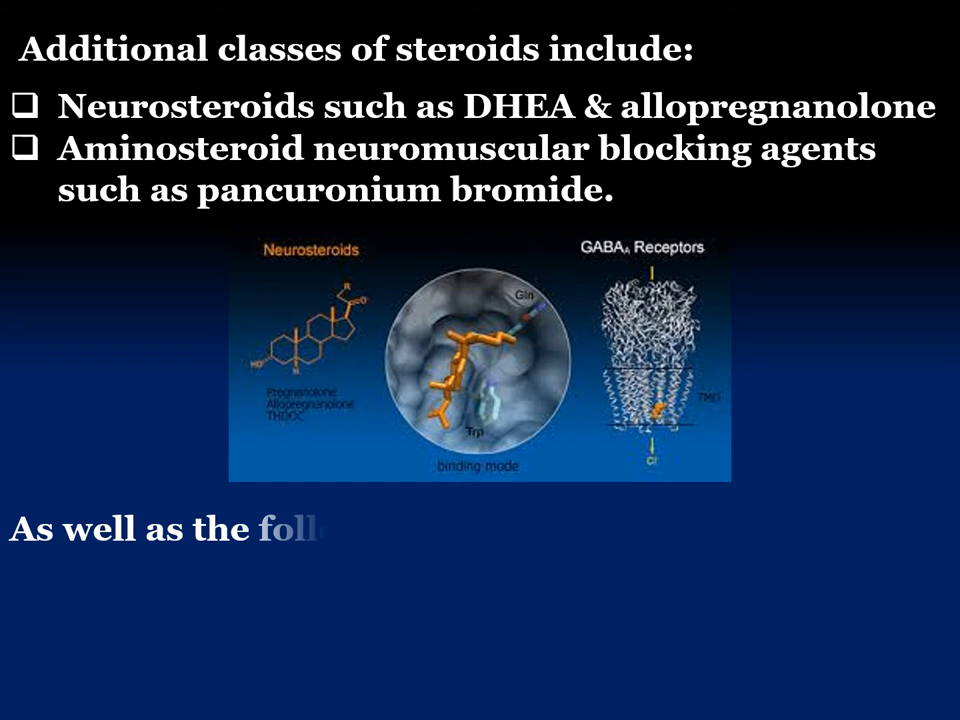 Additional classes of steroids include:
❑ Neurosteroids such as DHEA & allopregnanolone
❑ Aminosteroid neuromuscular blocking agents
such as pancuronium bromide.
Neurosteroids
GABAA Receptors
R
O
HO
H
Pregnanolone
Allopregnanolone
THDOC
Gln
Trp
binding mode
TMD
Cl-
As well as the